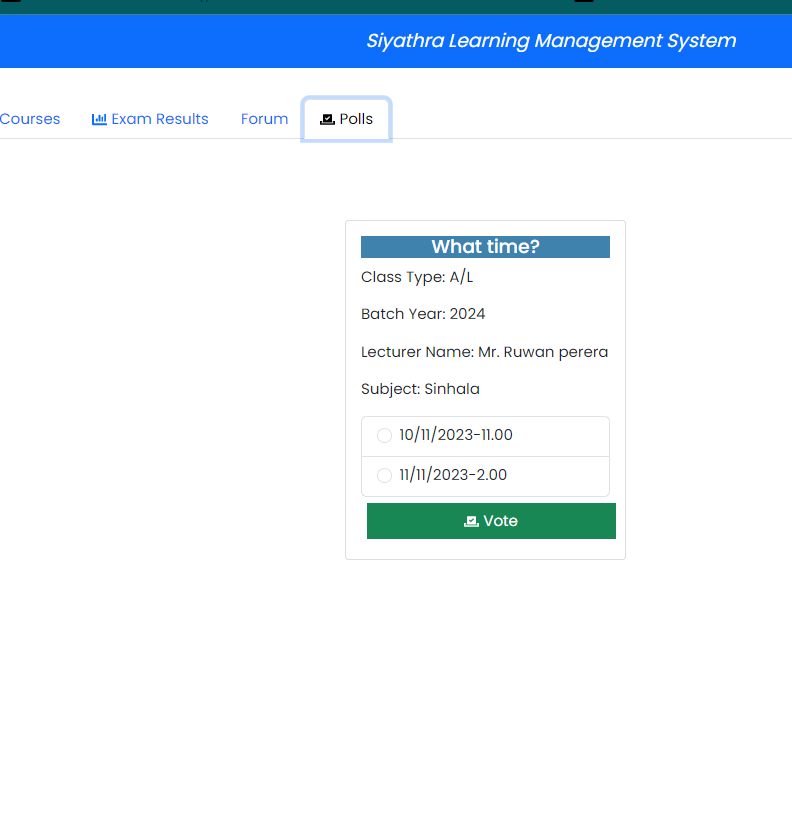 Siyathra Learning Management System
Courses Exam Results Forum Polls
What time?
Class Type: A/L
Batch Year: 2024
Lecturer Name: Mr. Ruwan perera
Subject: Sinhala
10/11/2023-11.00
11/11/2023-2.00
Vote